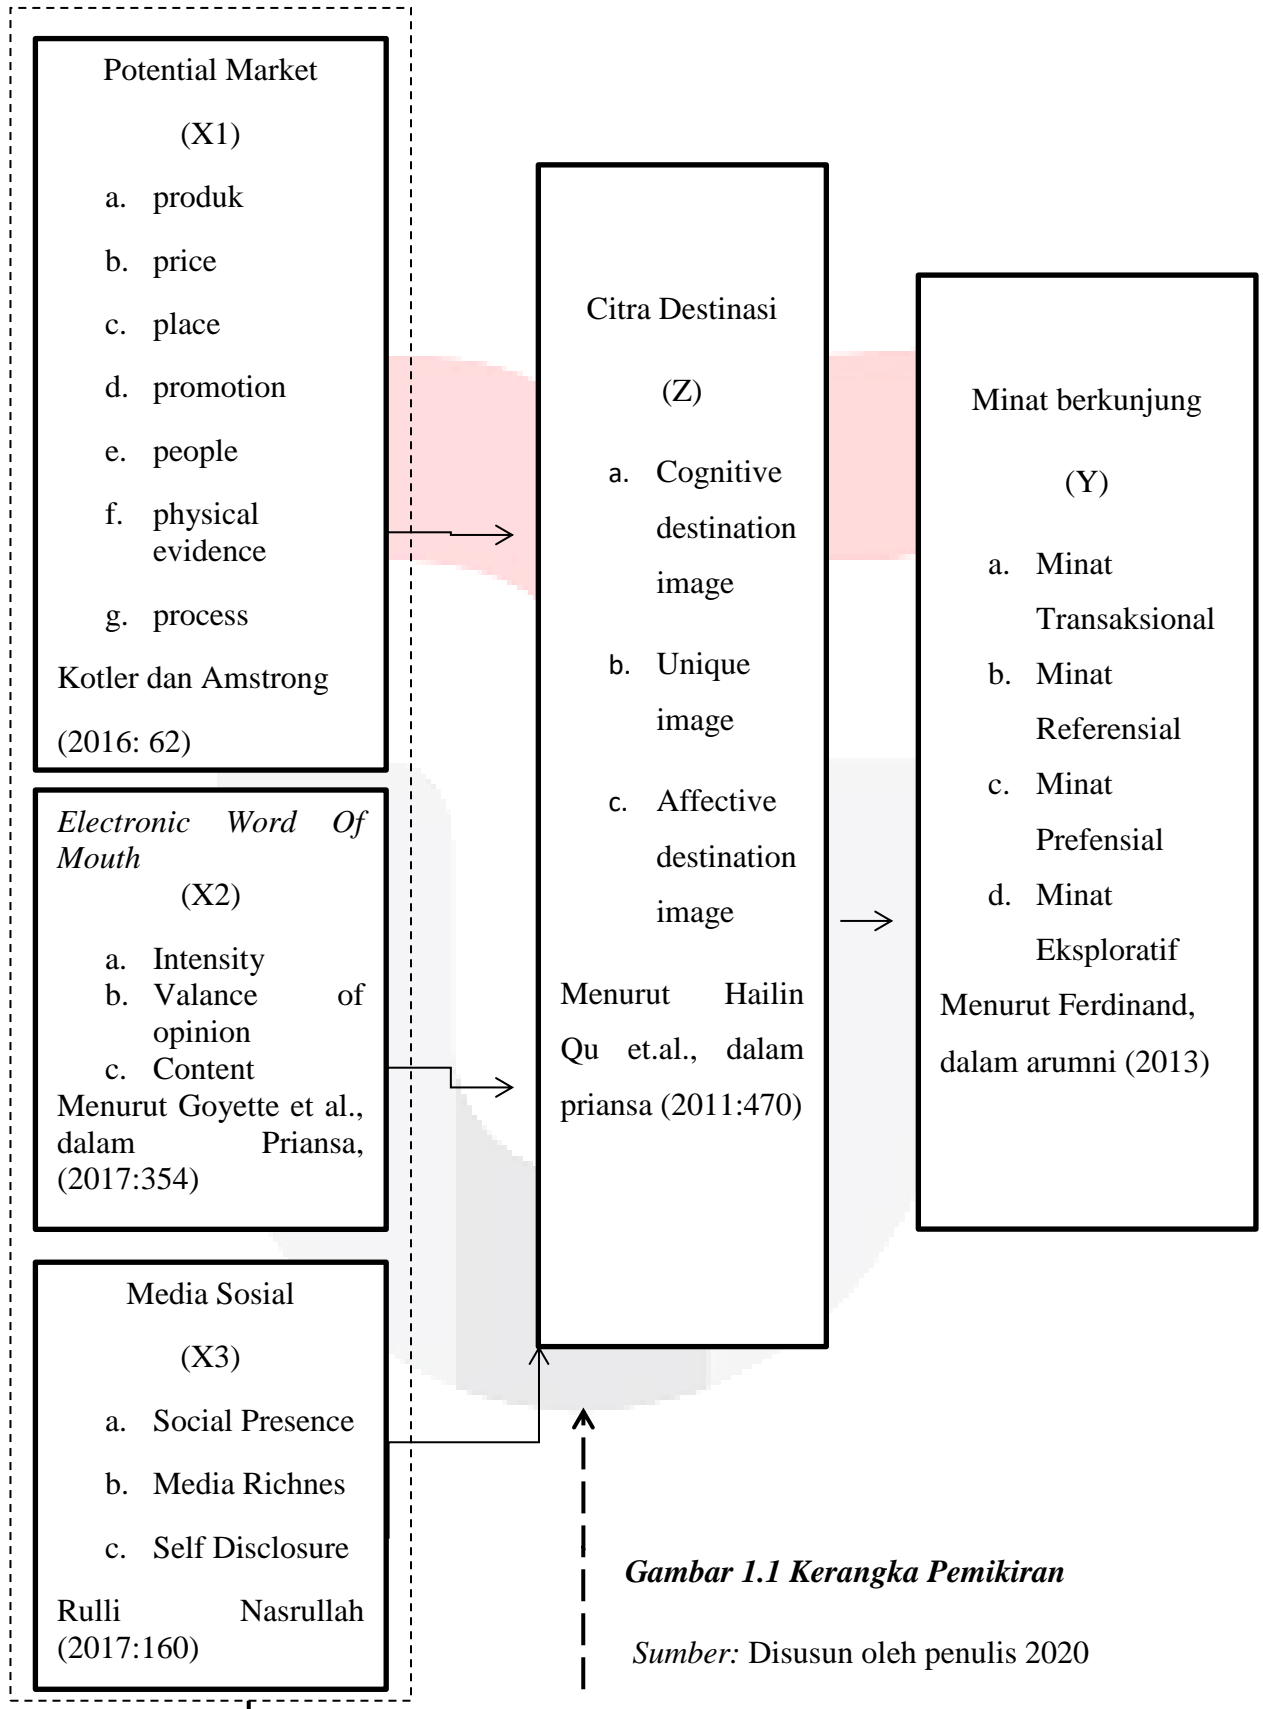 Potential Market
(X1)
a. produk
b. price
c. place
d. promotion
e. people
f. physical
evidence
g. process
Kotler dan Amstrong
(2016: 62)
Electronic Word Of
Mouth
(X2)
a. Intensity
b. Valance of
opinion
c. Content
Menurut Goyette et al.,
dalam Priansa,
(2017:354)
Media Sosial
(X3)
a. Social Presence
b. Media Richnes
c. Self Disclosure
Rulli Nasrullah
(2017:160)
Citra Destinasi
(Z)
a. Cognitive
destination
image
b. Unique
image
c. Affective
destination
image
Menurut Hailin
Qu et.al., dalam
priansa (2011:470)
Minat berkunjung
(Y)
a. Minat
Transaksional
b. Minat
Referensial
c. Minat
Prefensial
d. Minat
Eksploratif
Menurut Ferdinand,
dalam arumni (2013)
Gambar 1.1 Kerangka Pemikiran
Sumber: Disusun oleh penulis 2020